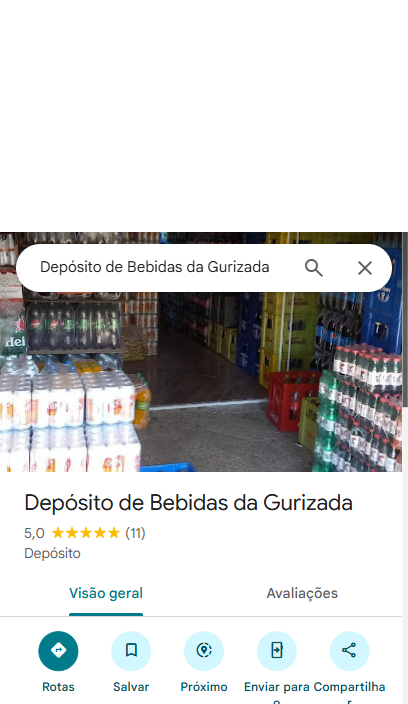 Depósito de Bebidas da Gurizada
Depósito de Bebidas da Gurizada
5,0 ★★★★★ (11)
Depósito
Visão geral Avaliações
Rotas Salvar Próximo Enviar para Compartilha